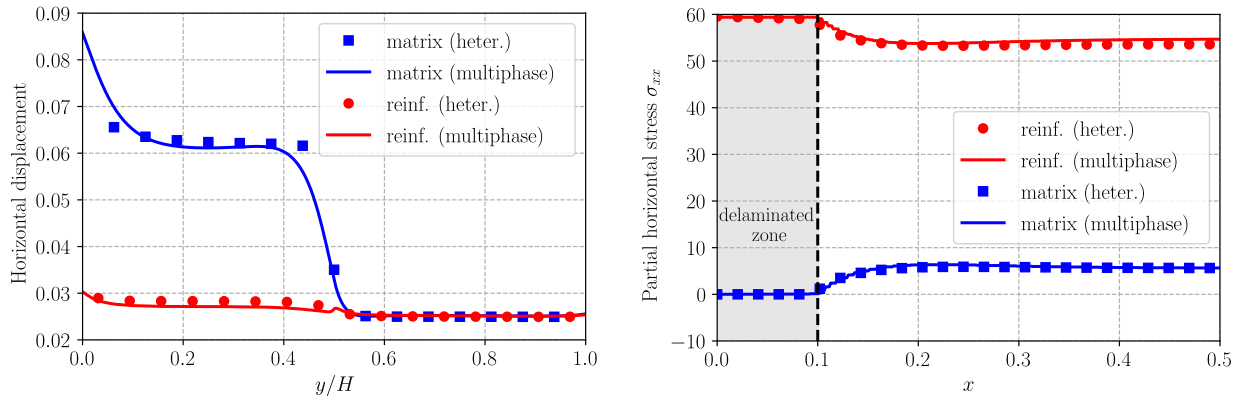 Horizontal displacement
0.09
0.08
0.07
0.06
0.05
0.04
0.03
0.02
0.0
0.2
0.4
0.6
0.8
1.0
y/H
matrix (heter.)
matrix (multiphase)
reinf. (heter.)
reinf. (multiphase)
Partial horizontal stress σxx
60
50
40
30
20
10
0
−10
0.0
0.1
0.2
0.3
0.4
0.5
x
delaminated
zone
reinf. (heter.)
reinf. (multiphase)
matrix (heter.)
matrix (multiphase)